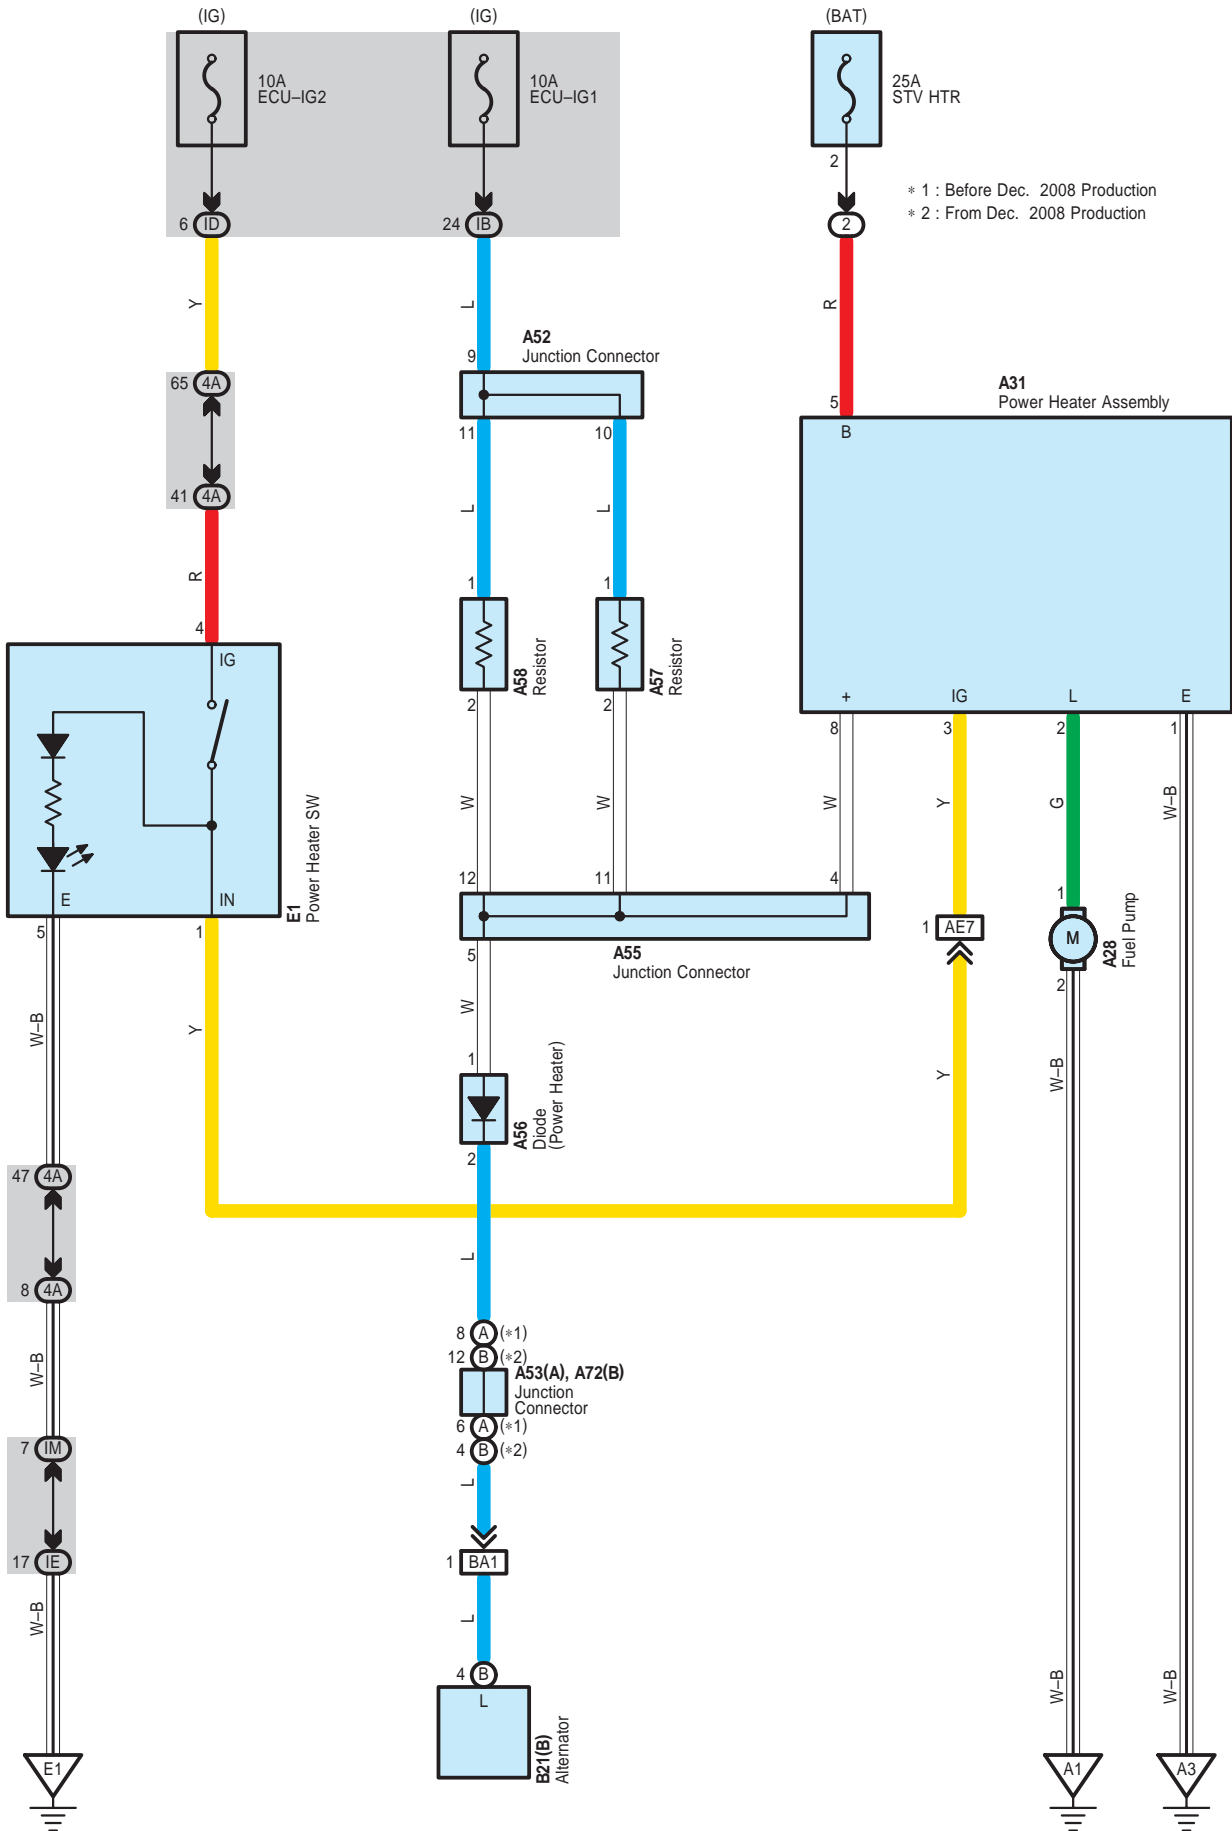 (IG)
(IG)
(BAT)
10A
ECU–IG2
10A
ECU–IG1
25A
STV HTR
2
∗ 1 : Before Dec. 2008 Production
∗ 2 : From Dec. 2008 Production
6 ID
24 IB
2
Y
L
R
A52
Junction Connector
9
65 4A
A31
Power Heater Assembly
5
B
11
10
41 4A
L
L
R
1
1
4
IG
A58
Resistor
A57
Resistor
2
2
+
IG
L
E
8
3
2
1
W
W
W
Y
G
W–B
E1
Power Heater SW
12
11
4
1
E
IN
5
1
1 AE7
M
A28
Fuel Pump
5
A55
Junction Connector
2
W
W–B
Y
1
A56
Diode
(Power Heater)
Y
W–B
2
47 4A
L
8 4A
8 A (∗1)
12 B (∗2)
A53(A), A72(B)
Junction
Connector
W–B
6 A (∗1)
4 B (∗2)
7 IM
L
17 IE
1 BA1
W–B
L
4 B
L
W–B
W–B
B21(B)
Alternator
E1
A1
A3